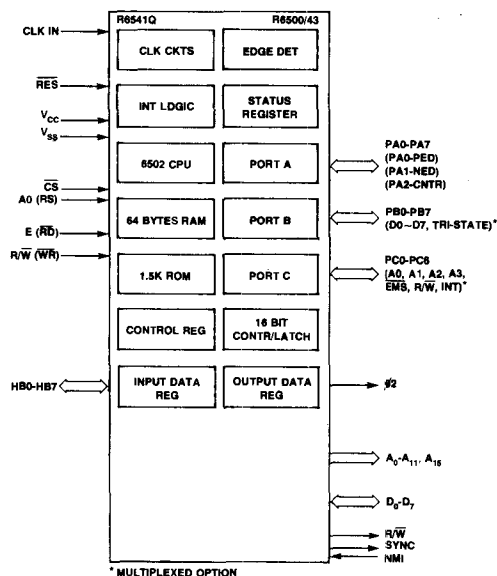 R6541Q R6500/43
CLK IN
CLK CKTS EDGE DET
RES
INT LOGIC STATUS REGISTER
VCC
VSS
6502 CPU PORT A
PA0-PA7
(PA0-PED)
(PA1-NED)
(PA2-CNTR)
CS
A0 (RS)
64 BYTES RAM PORT B
PB0-PB7
(D0~D7, TRI-STATE)*
E (RD)
R/W (WR)
1.5K ROM PORT C
PC0-PC6
(A0, A1, A2, A3,
EMS, R/W, INT)*
CONTROL REG 16 BIT CONTR/LATCH
HB0-HB7
INPUT DATA REG OUTPUT DATA REG
ø2
A0-A11, A15
D0-D7
R/W
SYNC
NMI
* MULTIPLEXED OPTION